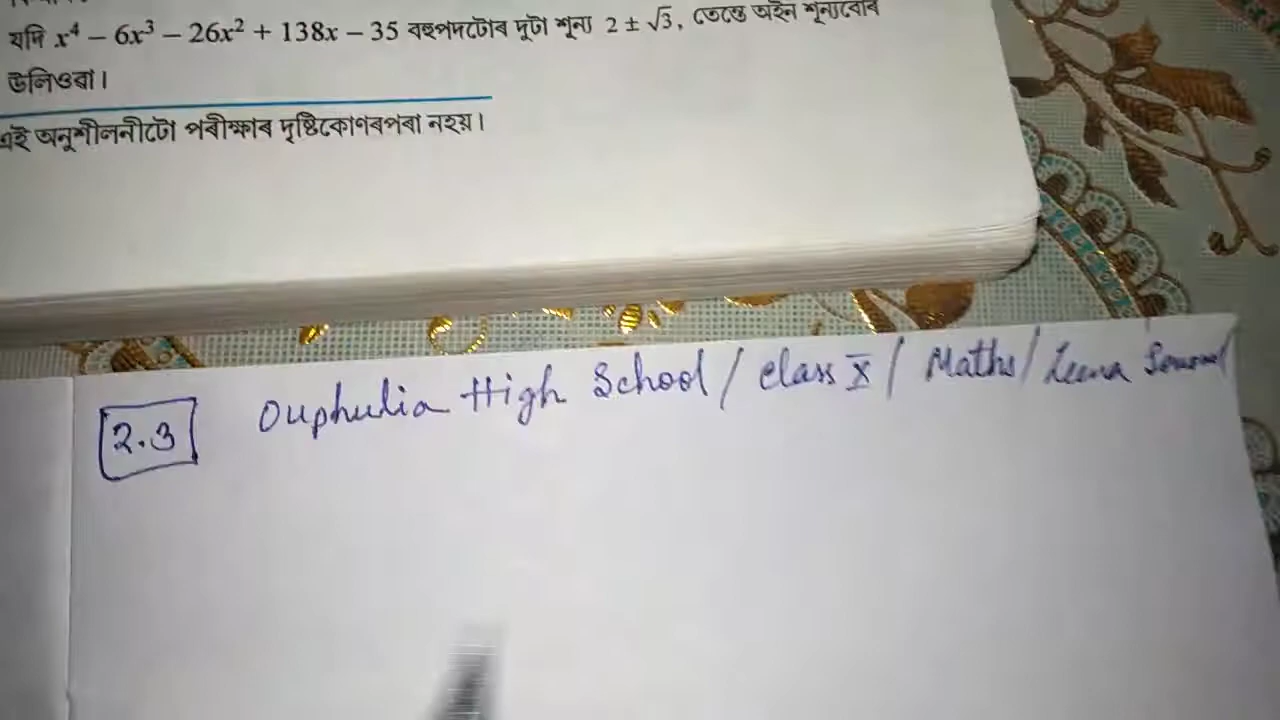 যদি x⁴ – 6x³ – 26x² + 138x – 35 বহুপদটোৰ দুটা শূন্য 2 ± √3, তেন্তে অইন শূন্যবোৰ
উলিওৱা।
এই অনুশীলনীটো পৰীক্ষাৰ দৃষ্টিকোণৰপৰা নহয়।
2.3 Ouphulia High School / Class X / Maths / Leena